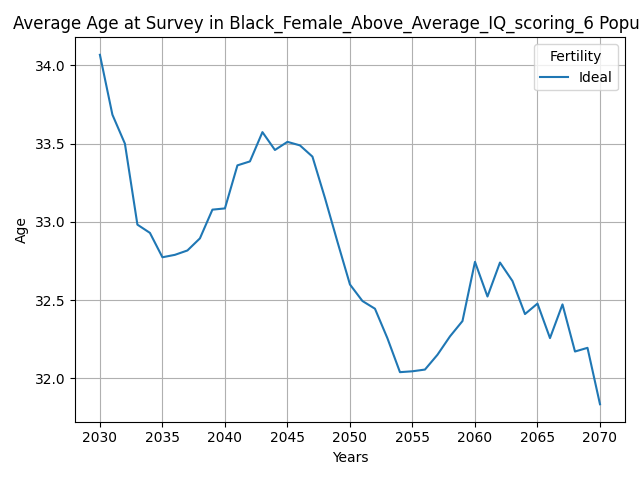 Average Age at Survey in Black_Female_Above_Average_IQ_scoring_6 Popu
Fertility
Ideal
34.0
33.5
33.0
32.5
32.0
Age
2030 2035 2040 2045 2050 2055 2060 2065 2070
Years